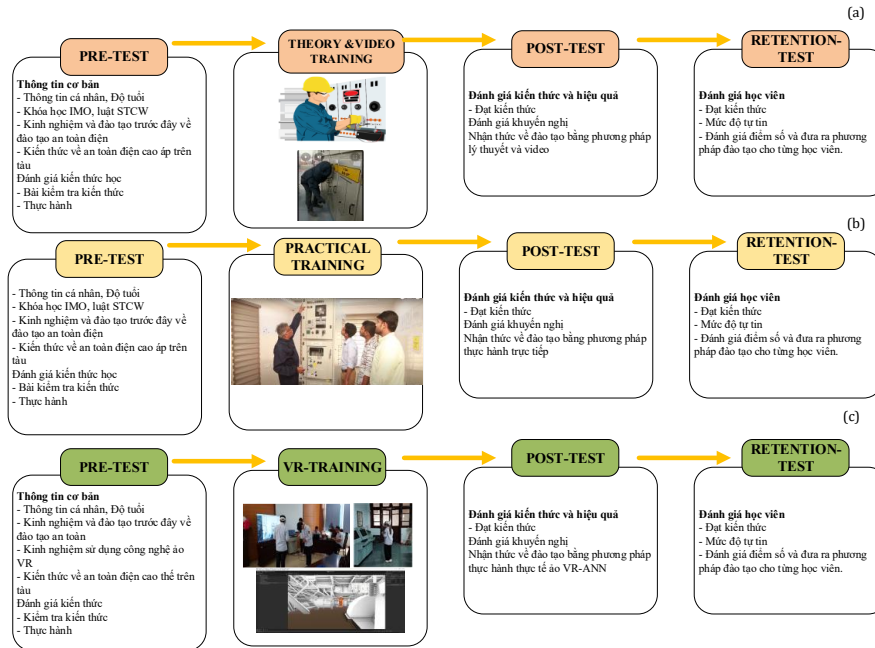 (a)
PRE-TEST
Thông tin cơ bản
- Thông tin cá nhân, Độ tuổi
- Khóa học IMO, luật STCW
- Kinh nghiệm và đào tạo trước đây về
đào tạo an toàn điện
- Kiến thức về an toàn điện cao áp trên
tàu
Đánh giá kiến thức học
- Bài kiểm tra kiến thức
- Thực hành
THEORY &VIDEO
TRAINING
POST-TEST
Đánh giá kiến thức và hiệu quả
- Đạt kiến thức
Đánh giá khuyến nghị
Nhận thức về đào tạo bằng phương pháp
lý thuyết và video
RETENTION-
TEST
Đánh giá học viên
- Đạt kiến thức
- Mức độ tự tin
- Đánh giá điểm số và đưa ra phương
pháp đào tạo cho từng học viên.
(b)
PRE-TEST
- Thông tin cá nhân, Độ tuổi
- Khóa học IMO, luật STCW
- Kinh nghiệm và đào tạo trước đây về
đào tạo an toàn điện
- Kiến thức về an toàn điện cao áp trên
tàu
Đánh giá kiến thức học
- Bài kiểm tra kiến thức
- Thực hành
PRACTICAL
TRAINING
POST-TEST
Đánh giá kiến thức và hiệu quả
- Đạt kiến thức
Đánh giá khuyến nghị
Nhận thức về đào tạo bằng phương pháp
thực hành trực tiếp
RETENTION-
TEST
Đánh giá học viên
- Đạt kiến thức
- Mức độ tự tin
- Đánh giá điểm số và đưa ra phương
pháp đào tạo cho từng học viên.
(c)
PRE-TEST
Thông tin cơ bản
- Thông tin cá nhân, Độ tuổi
- Kinh nghiệm và đào tạo trước đây về
đào tạo an toàn
- Kinh nghiệm sử dụng công nghệ ảo
VR
- Kiến thức về an toàn điện cao thế trên
tàu
Đánh giá kiến thức
- Kiểm tra kiến thức
- Thực hành
VR-TRAINING
POST-TEST
Đánh giá kiến thức và hiệu quả
- Đạt kiến thức
Đánh giá khuyến nghị
Nhận thức về đào tạo bằng phương pháp
thực hành thực tế ảo VR-ANN
RETENTION-
TEST
Đánh giá học viên
- Đạt kiến thức
- Mức độ tự tin
- Đánh giá điểm số và đưa ra phương
pháp đào tạo cho từng học viên.